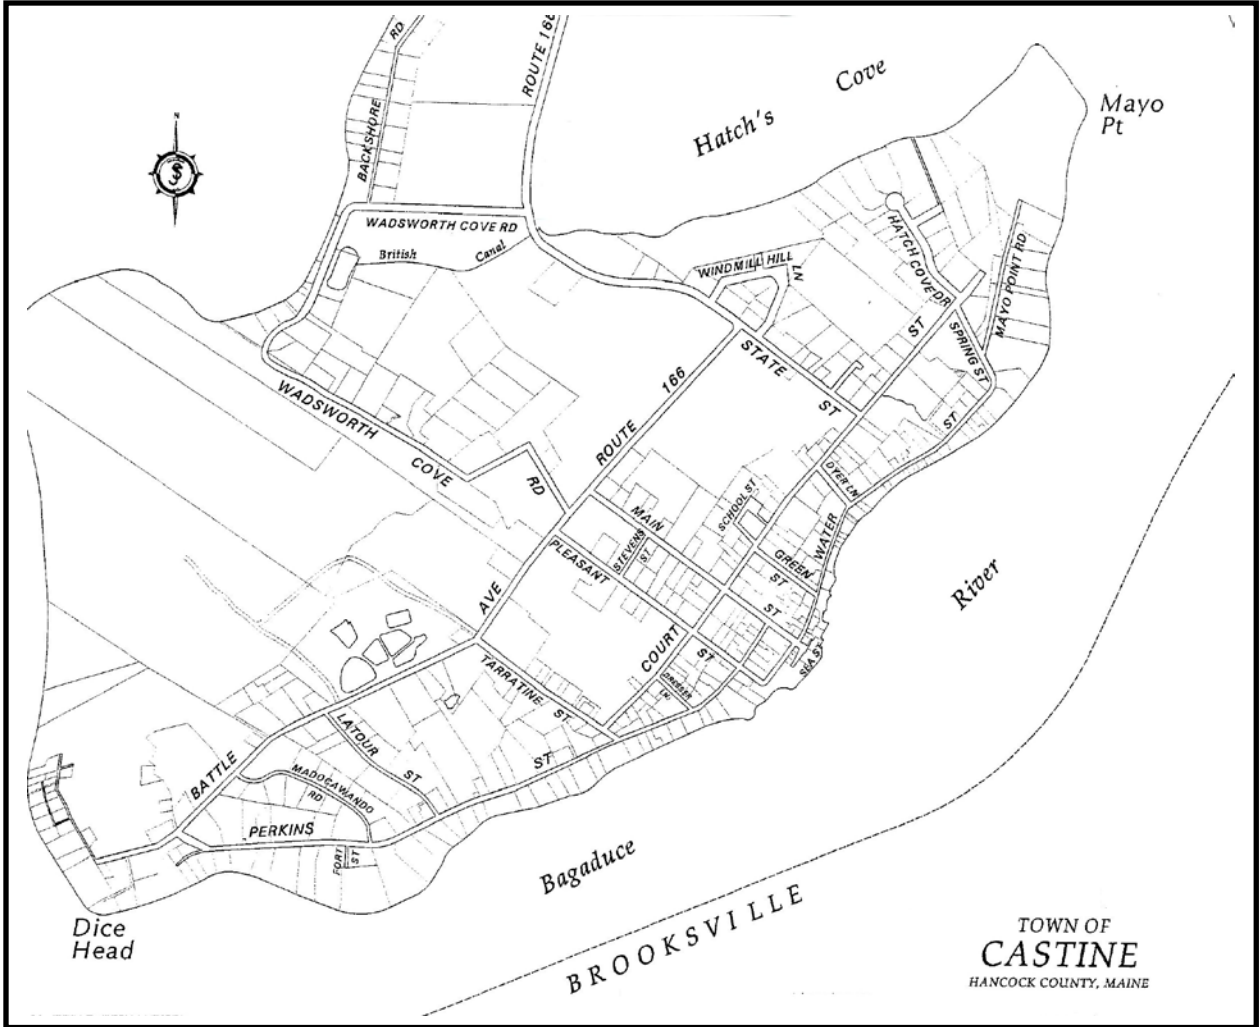 RD
ROUTE 166
Cove
Hatch's
Mayo
Pt
N
BACKSHORE
WADSWORTH COVE RD
British Canal
WINDMILL HILL
LN
HATCH COVE DR
MAYO POINT RD
SPRING ST
ST
STATE
ST
ROUTE 166
WADSWORTH
COVE
RD
ST
DYER LN
SCHOOL ST
MAIN
STEVENS
ST
WATER
GREEN
ST
PLEASANT
ST
River
AVE
COURT
ST
SEA ST
TARRATINE
ST
DRESSER
LN
LATOUR
ST
ST
BATTLE
MADOCAWANDO
RD
PERKINS
FORT
ST
Bagaduce
Dice
Head
BROOKSVILLE
TOWN OF
CASTINE
HANCOCK COUNTY, MAINE